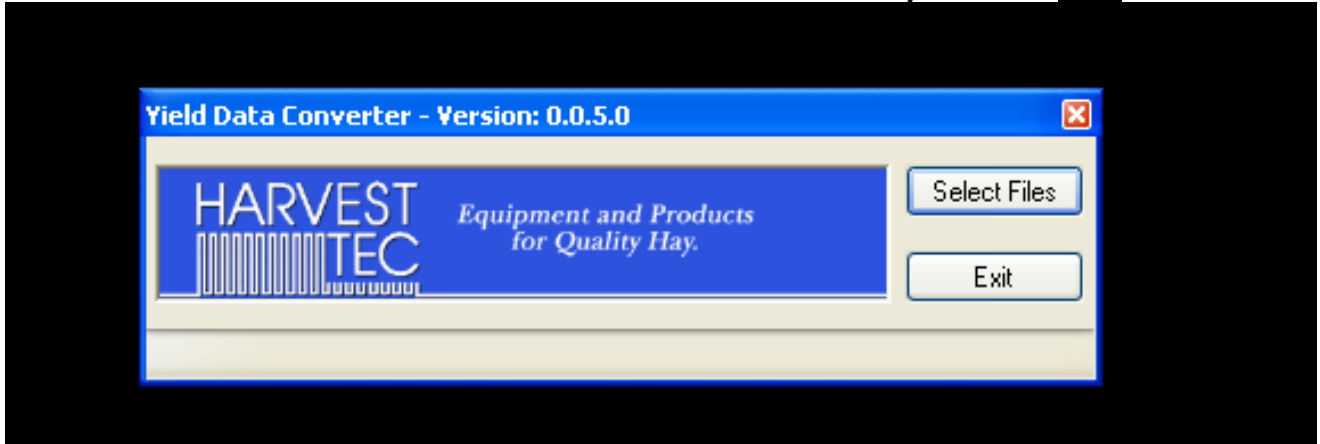 Yield Data Converter - Version: 0.0.5.0
HARVEST
TEC
Equipment and Products
for Quality Hay.
Select Files
Exit